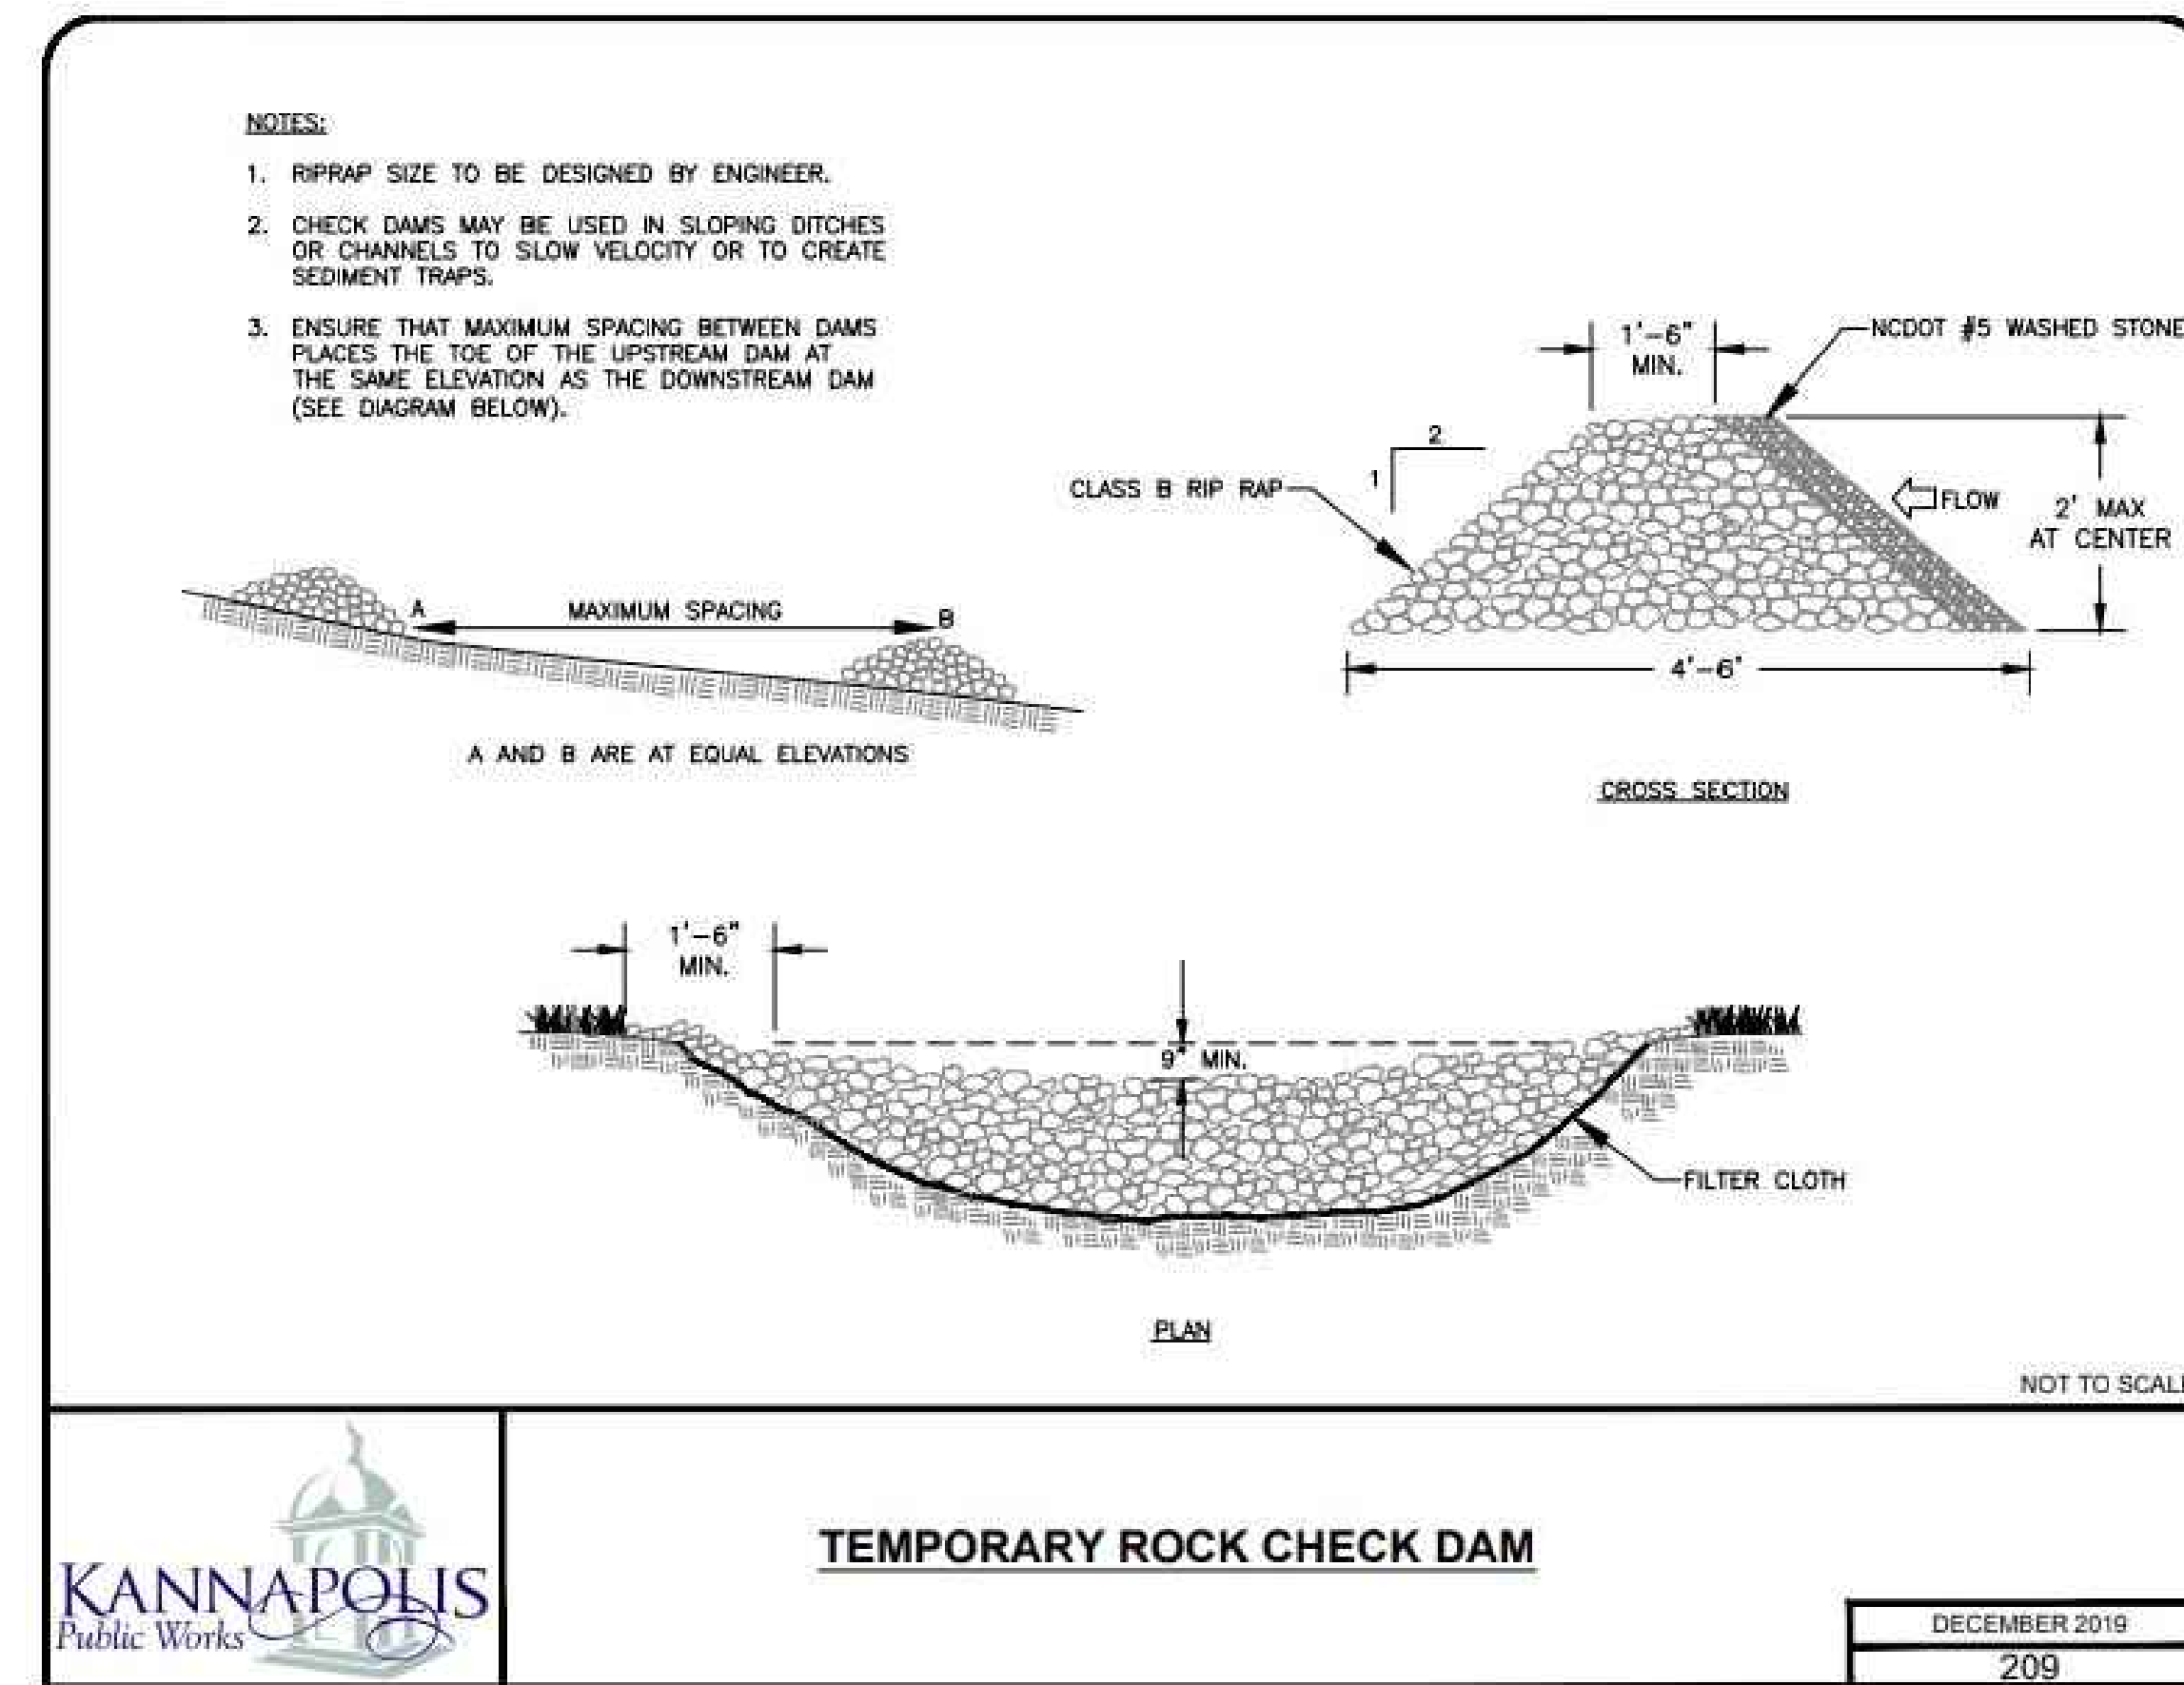 NOTES:
1. RIPRAP SIZE TO BE DESIGNED BY ENGINEER.
2. CHECK DAMS MAY BE USED IN SLOPING DITCHES
OR CHANNELS TO SLOW VELOCITY OR TO CREATE
SEDIMENT TRAPS.
3. ENSURE THAT MAXIMUM SPACING BETWEEN DAMS
PLACES THE TOE OF THE UPSTREAM DAM AT
THE SAME ELEVATION AS THE DOWNSTREAM DAM
(SEE DIAGRAM BELOW).
1'-6"
MIN.
NCDOT #5 WASHED STONE
2
1
CLASS B RIP RAP
FLOW
2' MAX
AT CENTER
4'-6"
CROSS SECTION
A
MAXIMUM SPACING
B
A AND B ARE AT EQUAL ELEVATIONS
1'-6"
MIN.
9" MIN.
FILTER CLOTH
PLAN
NOT TO SCAL
KANNAPOLIS
Public Works
TEMPORARY ROCK CHECK DAM
DECEMBER 2019
209